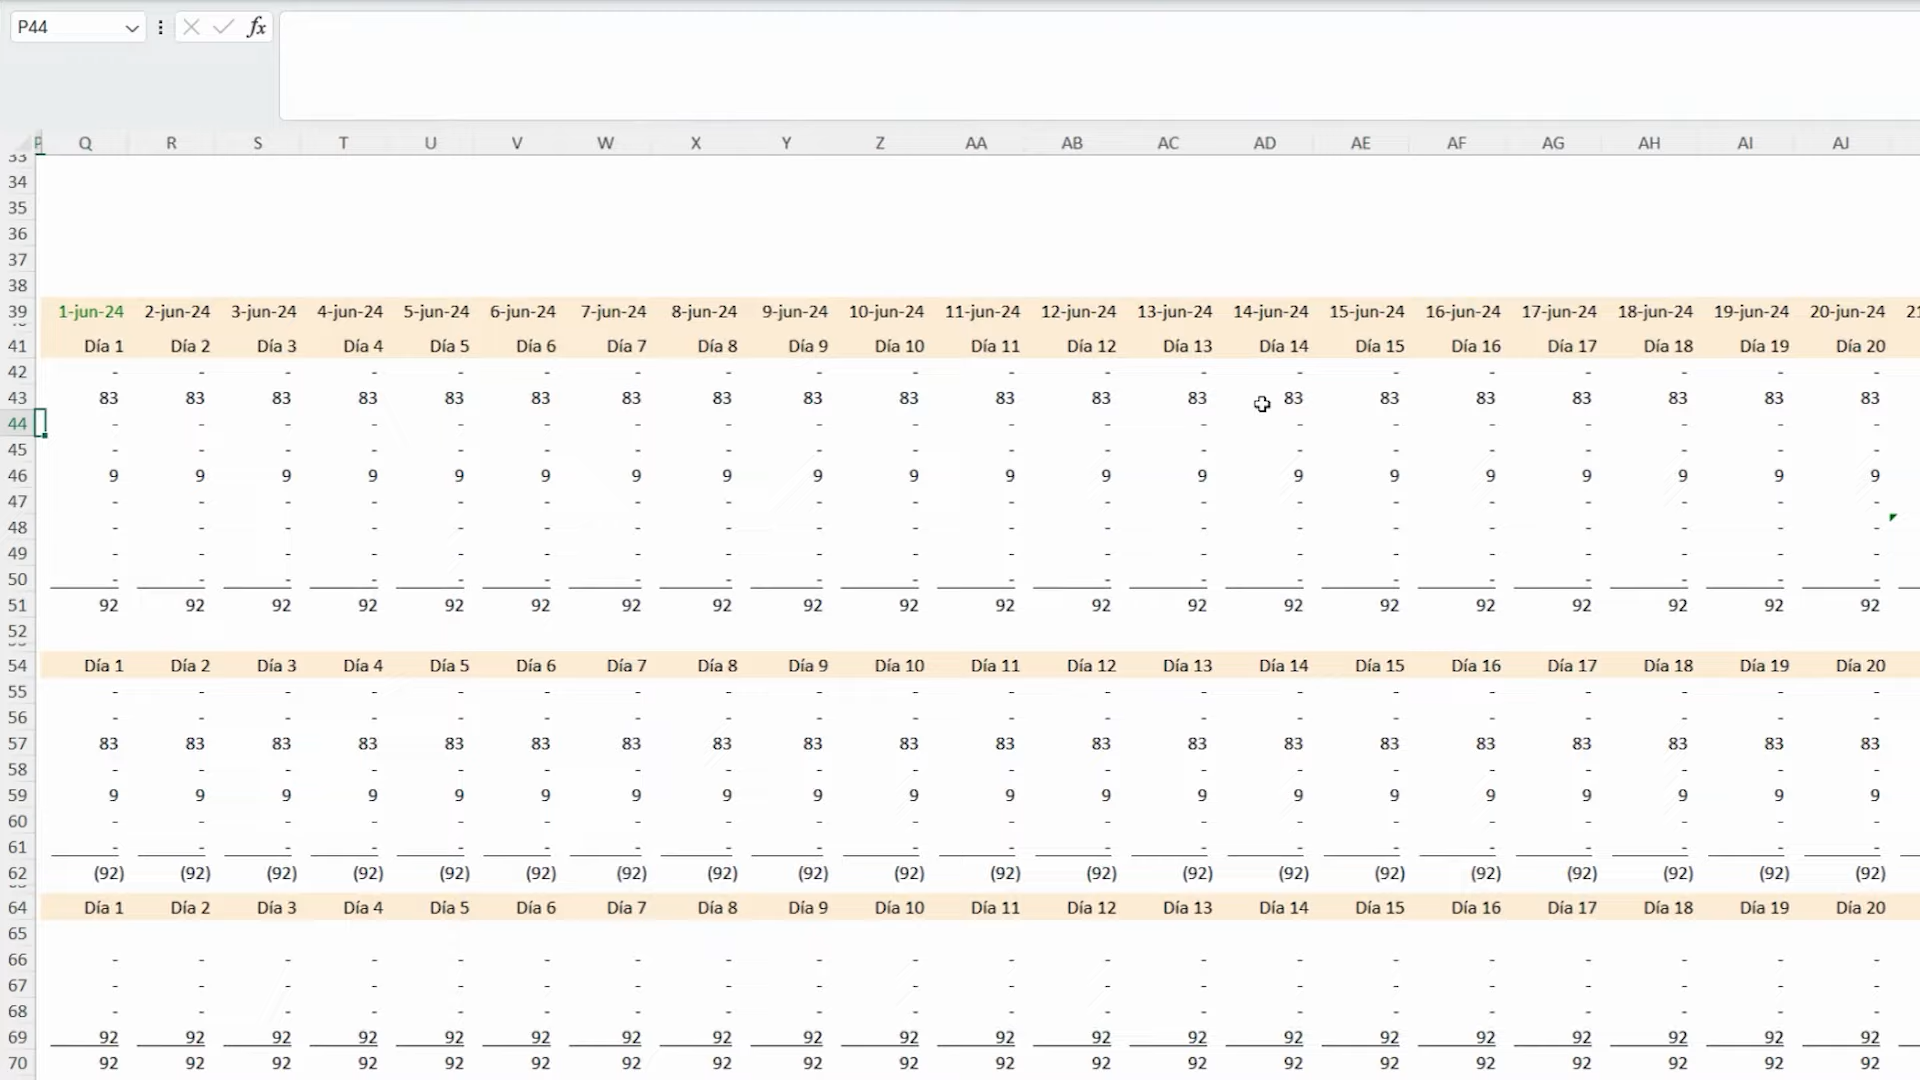 P44 fx
P Q R S T U V W X Y Z AA AB AC AD AE AF AG AH AI AJ
33
34
35
36
37
38
39 1-jun-24 2-jun-24 3-jun-24 4-jun-24 5-jun-24 6-jun-24 7-jun-24 8-jun-24 9-jun-24 10-jun-24 11-jun-24 12-jun-24 13-jun-24 14-jun-24 15-jun-24 16-jun-24 17-jun-24 18-jun-24 19-jun-24 20-jun-24 21
41 Día 1 Día 2 Día 3 Día 4 Día 5 Día 6 Día 7 Día 8 Día 9 Día 10 Día 11 Día 12 Día 13 Día 14 Día 15 Día 16 Día 17 Día 18 Día 19 Día 20
42 - - - - - - - - - - - - - - - - - - - -
43 83 83 83 83 83 83 83 83 83 83 83 83 83 83 83 83 83 83 83 83
44 - - - - - - - - - - - - - - - - - - - -
45 - - - - - - - - - - - - - - - - - - - -
46 9 9 9 9 9 9 9 9 9 9 9 9 9 9 9 9 9 9 9 9
47 - - - - - - - - - - - - - - - - - - - -
48 - - - - - - - - - - - - - - - - - - - -
49 - - - - - - - - - - - - - - - - - - - -
50 - - - - - - - - - - - - - - - - - - - -
51 92 92 92 92 92 92 92 92 92 92 92 92 92 92 92 92 92 92 92 92
52
54 Día 1 Día 2 Día 3 Día 4 Día 5 Día 6 Día 7 Día 8 Día 9 Día 10 Día 11 Día 12 Día 13 Día 14 Día 15 Día 16 Día 17 Día 18 Día 19 Día 20
55 - - - - - - - - - - - - - - - - - - - -
56 - - - - - - - - - - - - - - - - - - - -
57 83 83 83 83 83 83 83 83 83 83 83 83 83 83 83 83 83 83 83 83
58 - - - - - - - - - - - - - - - - - - - -
59 9 9 9 9 9 9 9 9 9 9 9 9 9 9 9 9 9 9 9 9
60 - - - - - - - - - - - - - - - - - - - -
61 - - - - - - - - - - - - - - - - - - - -
62 (92) (92) (92) (92) (92) (92) (92) (92) (92) (92) (92) (92) (92) (92) (92) (92) (92) (92) (92) (92)
64 Día 1 Día 2 Día 3 Día 4 Día 5 Día 6 Día 7 Día 8 Día 9 Día 10 Día 11 Día 12 Día 13 Día 14 Día 15 Día 16 Día 17 Día 18 Día 19 Día 20
65
66 - - - - - - - - - - - - - - - - - - - -
67 - - - - - - - - - - - - - - - - - - - -
68 - - - - - - - - - - - - - - - - - - - -
69 92 92 92 92 92 92 92 92 92 92 92 92 92 92 92 92 92 92 92 92
70 92 92 92 92 92 92 92 92 92 92 92 92 92 92 92 92 92 92 92 92